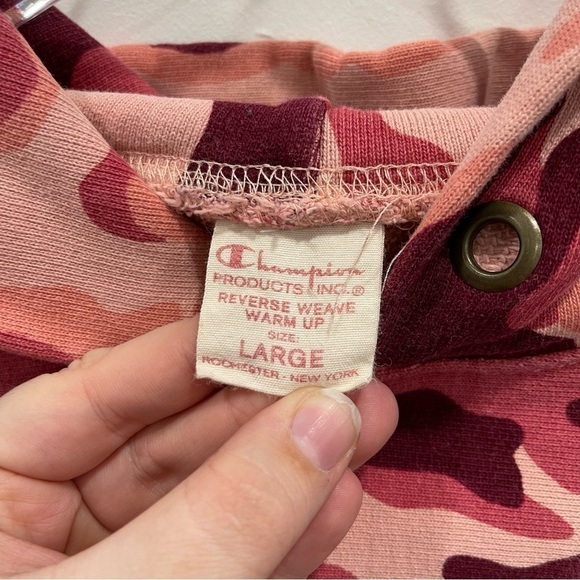 Champion
PRODUCTS INC.®
REVERSE WEAVE
WARM UP
SIZE:
LARGE
ROCHESTER - NEW YORK